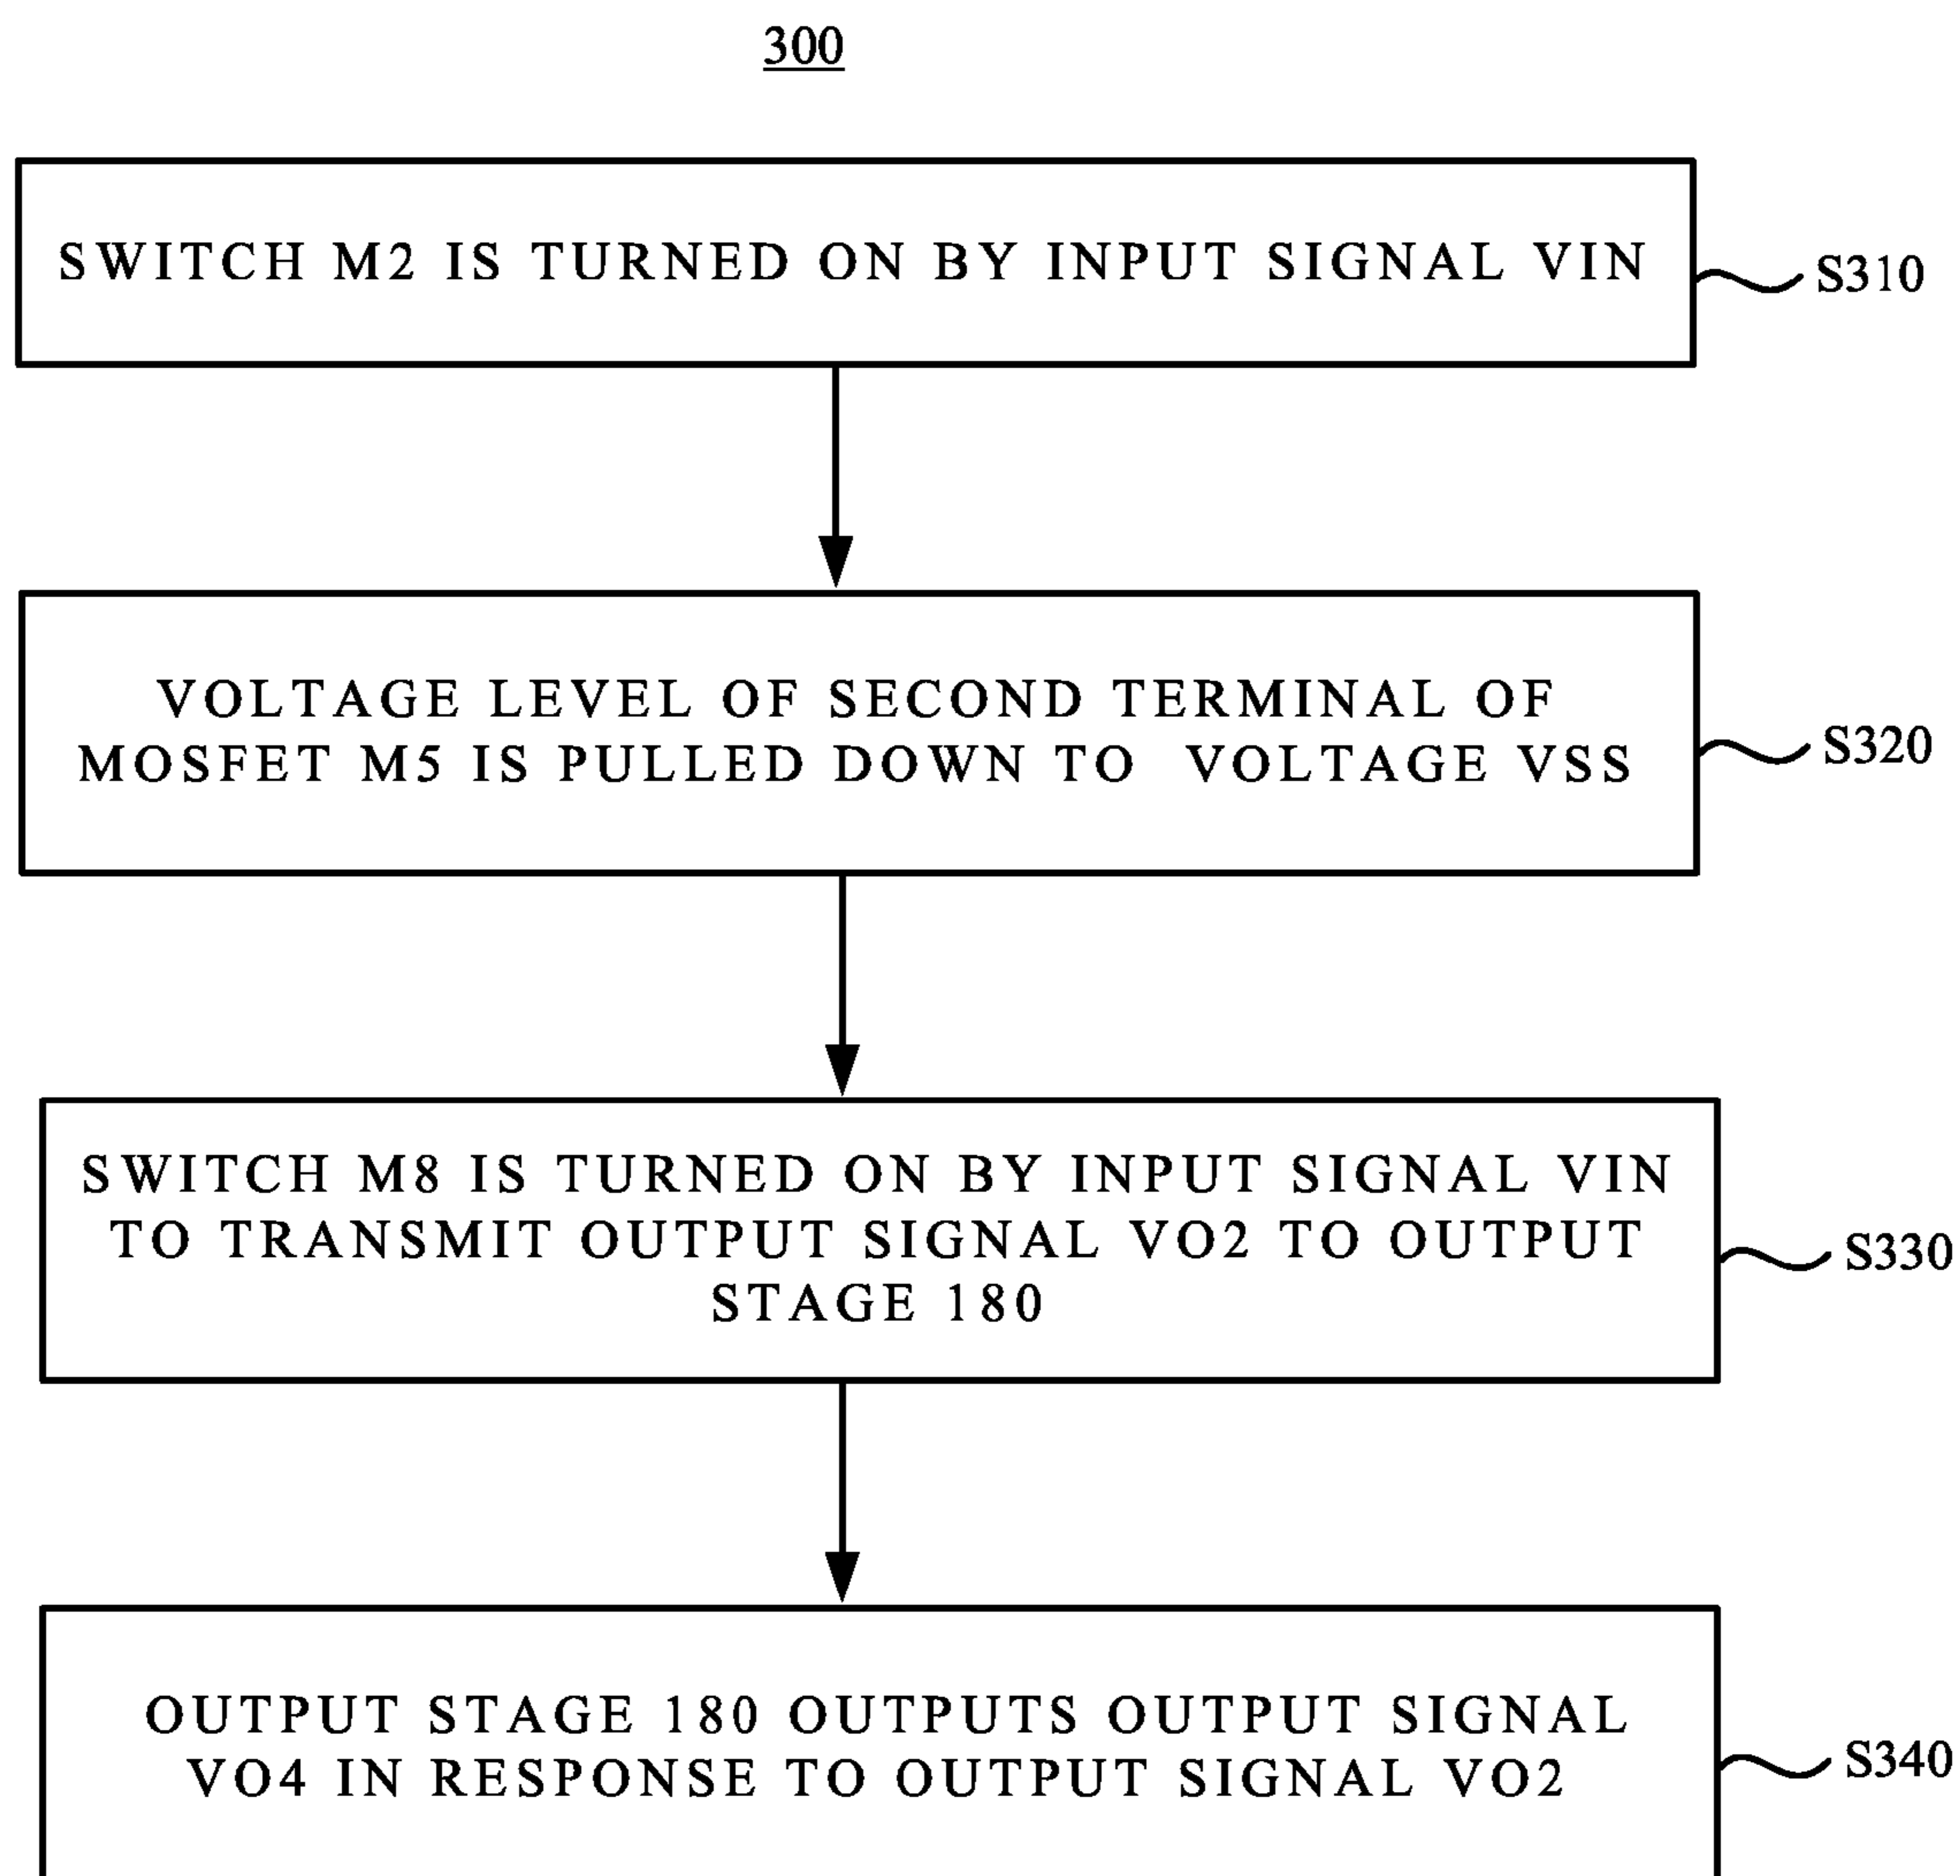 300
SWITCH M2 IS TURNED ON BY INPUT SIGNAL VIN
S310
VOLTAGE LEVEL OF SECOND TERMINAL OF
MOSFET M5 IS PULLED DOWN TO VOLTAGE VSS
S320
SWITCH M8 IS TURNED ON BY INPUT SIGNAL VIN
TO TRANSMIT OUTPUT SIGNAL VO2 TO OUTPUT
STAGE 180
S330
OUTPUT STAGE 180 OUTPUTS OUTPUT SIGNAL
VO4 IN RESPONSE TO OUTPUT SIGNAL VO2
S340